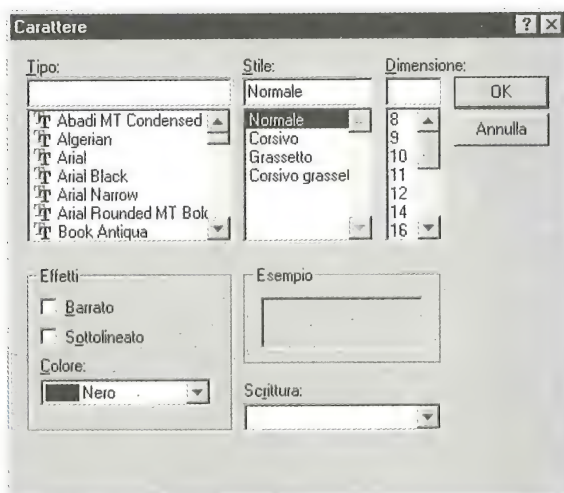 Carattere
Tipo:
Stile:
Dimensione:
Normale
OK
Annulla
Abadi MT Condensed
Algerian
Arial
Arial Black
Arial Narrow
Arial Rounded MT Bold
Book Antiqua
Normale
Corsivo
Grassetto
Corsivo grasset
8
9
10
11
12
14
16
Effetti
Barrato
Sottolineato
Colore:
Nero
Esempio
Scrittura: